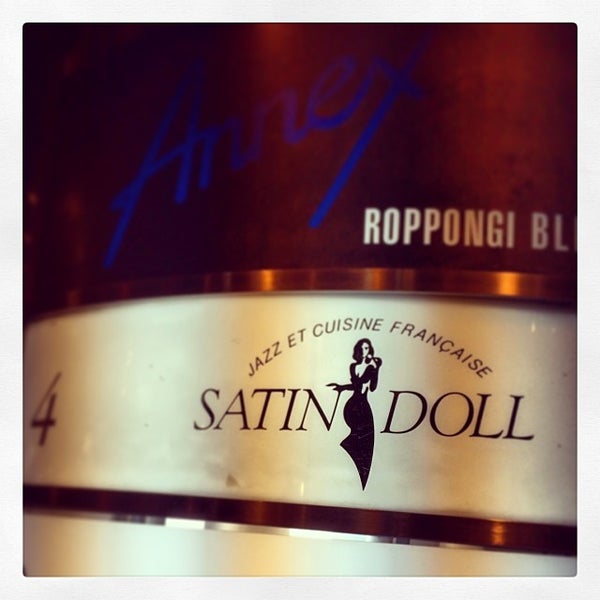 Annex
ROPPONGI
JAZZ ET CUISINE FRANÇAISE
4
SATIN DOLL